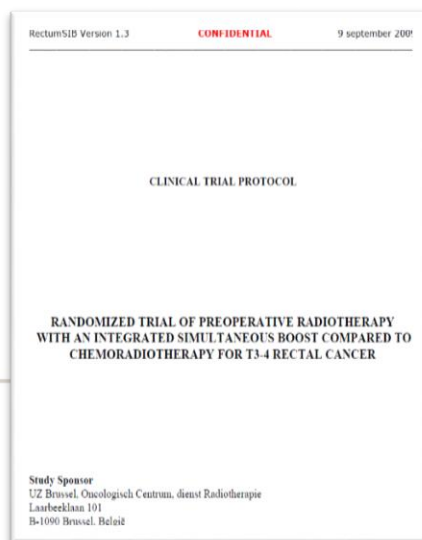 RectumSIB Version 1.3 CONFIDENTIAL 9 september 200
CLINICAL TRIAL PROTOCOL
RANDOMIZED TRIAL OF PREOPERATIVE RADIOTHERAPY
WITH AN INTEGRATED SIMULTANEOUS BOOST COMPARED TO
CHEMORADIOTHERAPY FOR T3-4 RECTAL CANCER
Study Sponsor
UZ Brussel, Oncologisch Centrum, dienst Radiotherapie
Laarbeeklaan 101
B-1090 Brussel, België